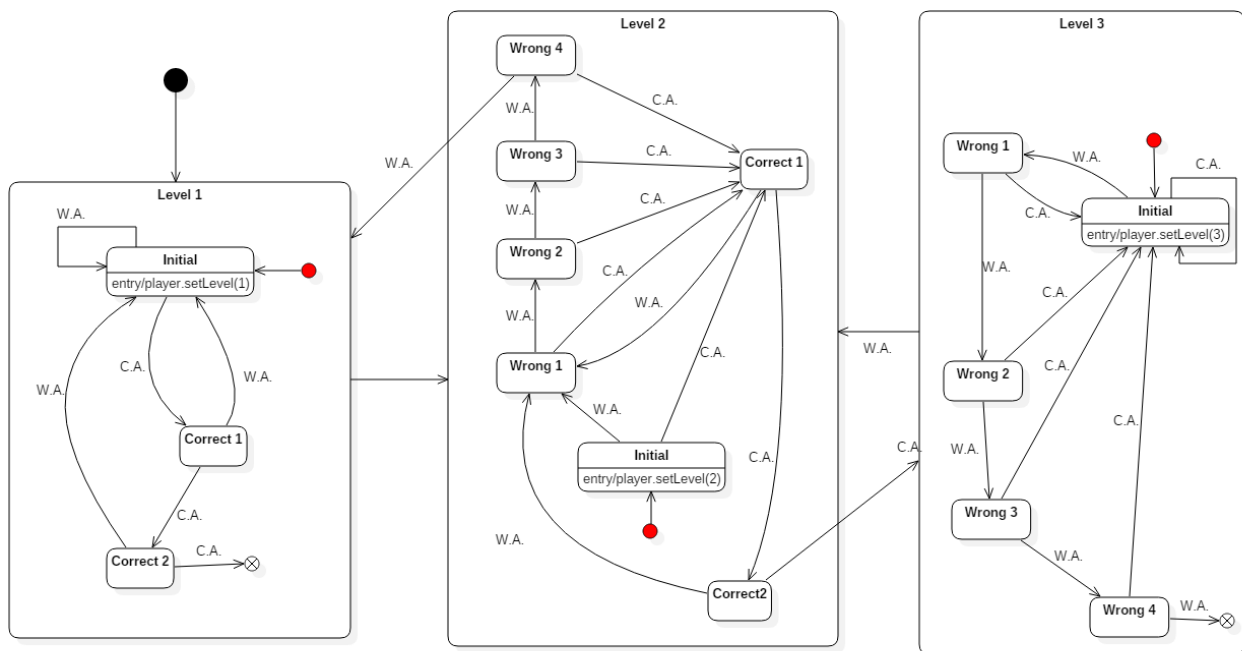 Level 1
W.A.
Initial
entry/player.setLevel(1)
C.A.
W.A.
W.A.
Correct 1
C.A.
Correct 2
C.A.
W.A.
Level 2
Wrong 4
C.A.
W.A.
Wrong 3
C.A.
Correct 1
W.A.
C.A.
Wrong 2
C.A.
W.A.
W.A.
Wrong 1
C.A.
W.A.
Initial
entry/player.setLevel(2)
C.A.
W.A.
Correct2
W.A.
C.A.
Level 3
Wrong 1
W.A.
C.A.
C.A.
Initial
entry/player.setLevel(3)
W.A.
C.A.
Wrong 2
C.A.
W.A.
Wrong 3
C.A.
W.A.
Wrong 4
W.A.